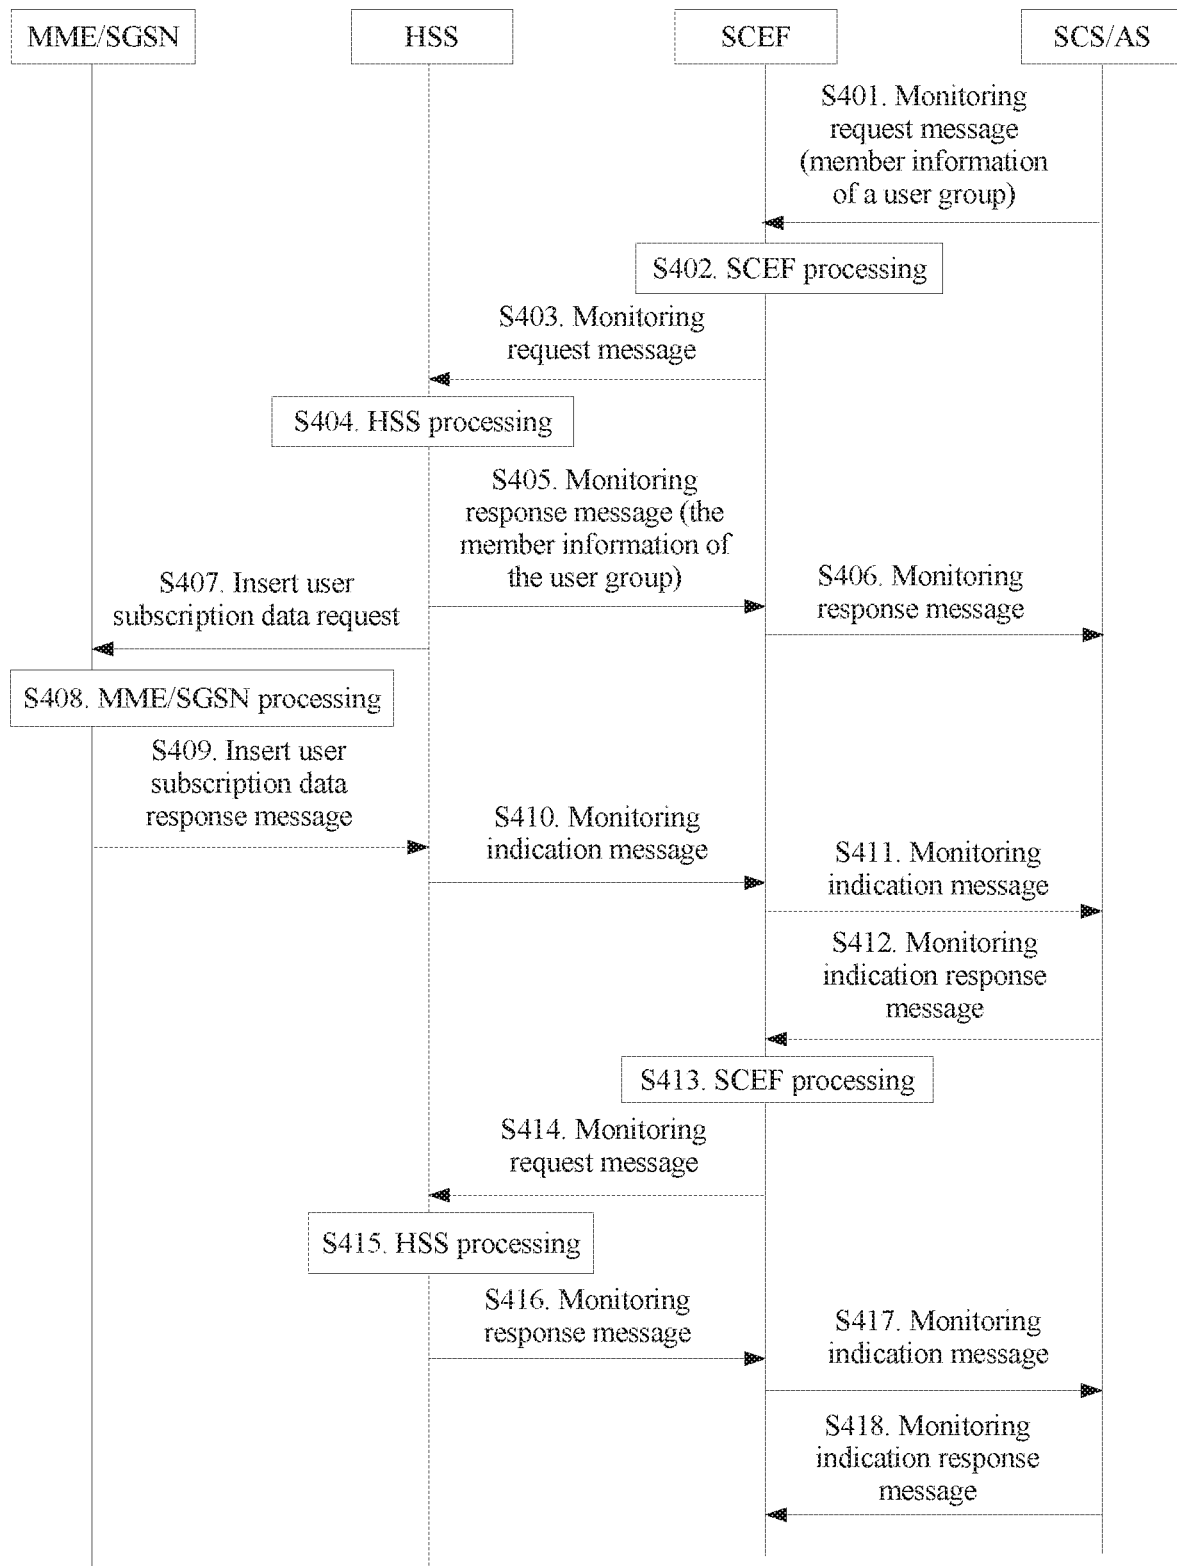 MME/SGSN
HSS
SCEF
SCS/AS
S401. Monitoring
request message
(member information
of a user group)
S402. SCEF processing
S403. Monitoring
request message
S404. HSS processing
S405. Monitoring
response message (the
member information of
the user group)
S406. Monitoring
response message
S407. Insert user
subscription data request
S408. MME/SGSN processing
S409. Insert user
subscription data
response message
S410. Monitoring
indication message
S411. Monitoring
indication message
S412. Monitoring
indication response
message
S413. SCEF processing
S414. Monitoring
request message
S415. HSS processing
S416. Monitoring
response message
S417. Monitoring
indication message
S418. Monitoring
indication response
message